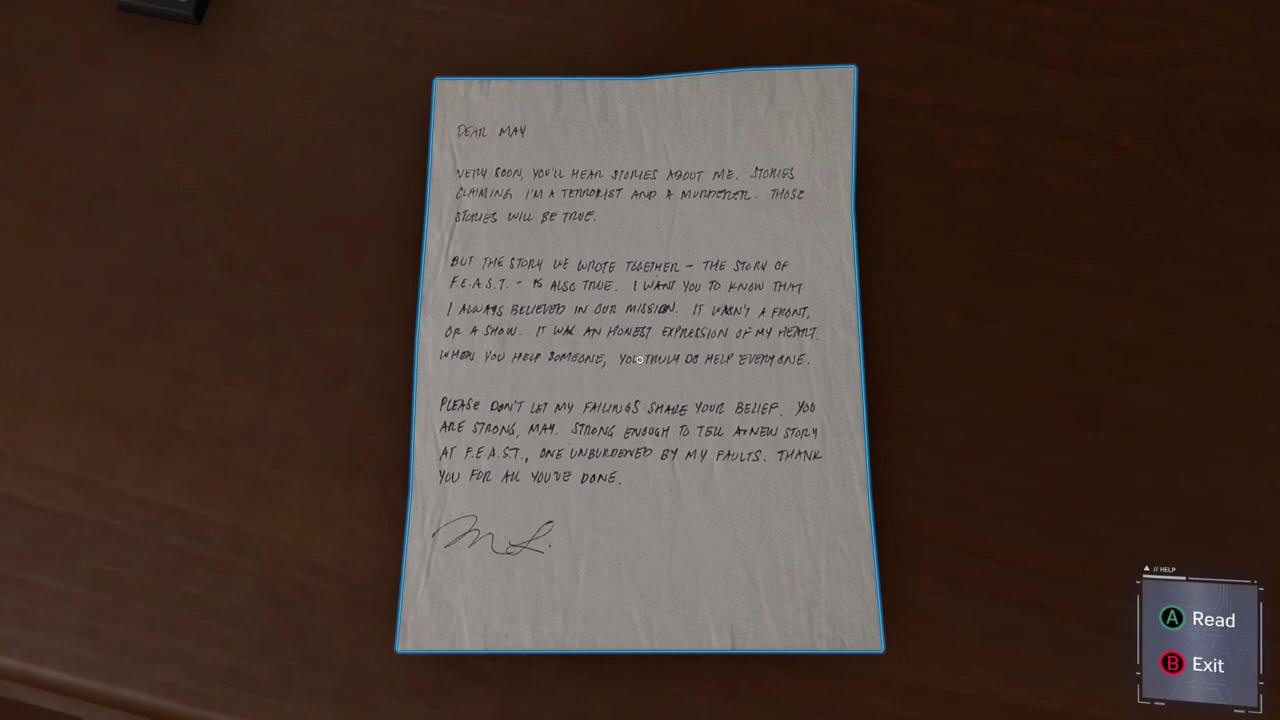 DEAR MAY
VERY SOON, YOU'LL HEAR STORIES ABOUT ME. STORIES
CLAIMING I'M A TERRORIST AND A MURDERER. THOSE
STORIES WILL BE TRUE.
BUT THE STORY WE WROTE TOGETHER - THE STORY OF
F.E.A.S.T. - IS ALSO TRUE. I WANT YOU TO KNOW THAT
I ALWAYS BELIEVED IN OUR MISSION. IT WASN'T A FRONT,
OR A SHOW. IT WAS AN HONEST EXPRESSION OF MY HEART.
WHEN YOU HELP SOMEONE, YOU TRULY DO HELP EVERYONE.
PLEASE DON'T LET MY FAILINGS SHAKE YOUR BELIEF. YOU
ARE STRONG, MAY. STRONG ENOUGH TO TELL A NEW STORY
AT F.E.A.S.T., ONE UNBURDENED BY MY FAULTS. THANK
YOU FOR ALL YOU'VE DONE.
M L.
// HELP
A Read
B Exit